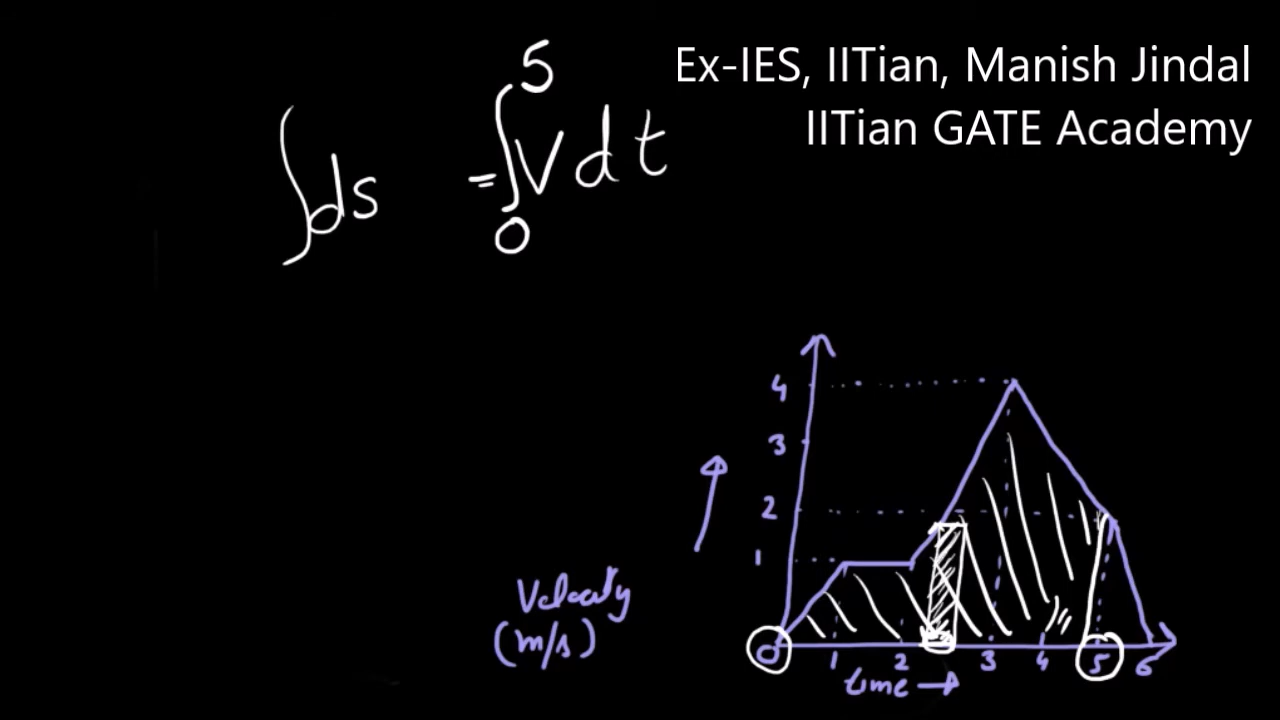 Ex-IES, IITian, Manish Jindal
IITian GATE Academy
∫ds = ∫₀⁵ V dt
4
3
2
1
Velocity
(m/s)
0 1 2 3 4 5 6
time →